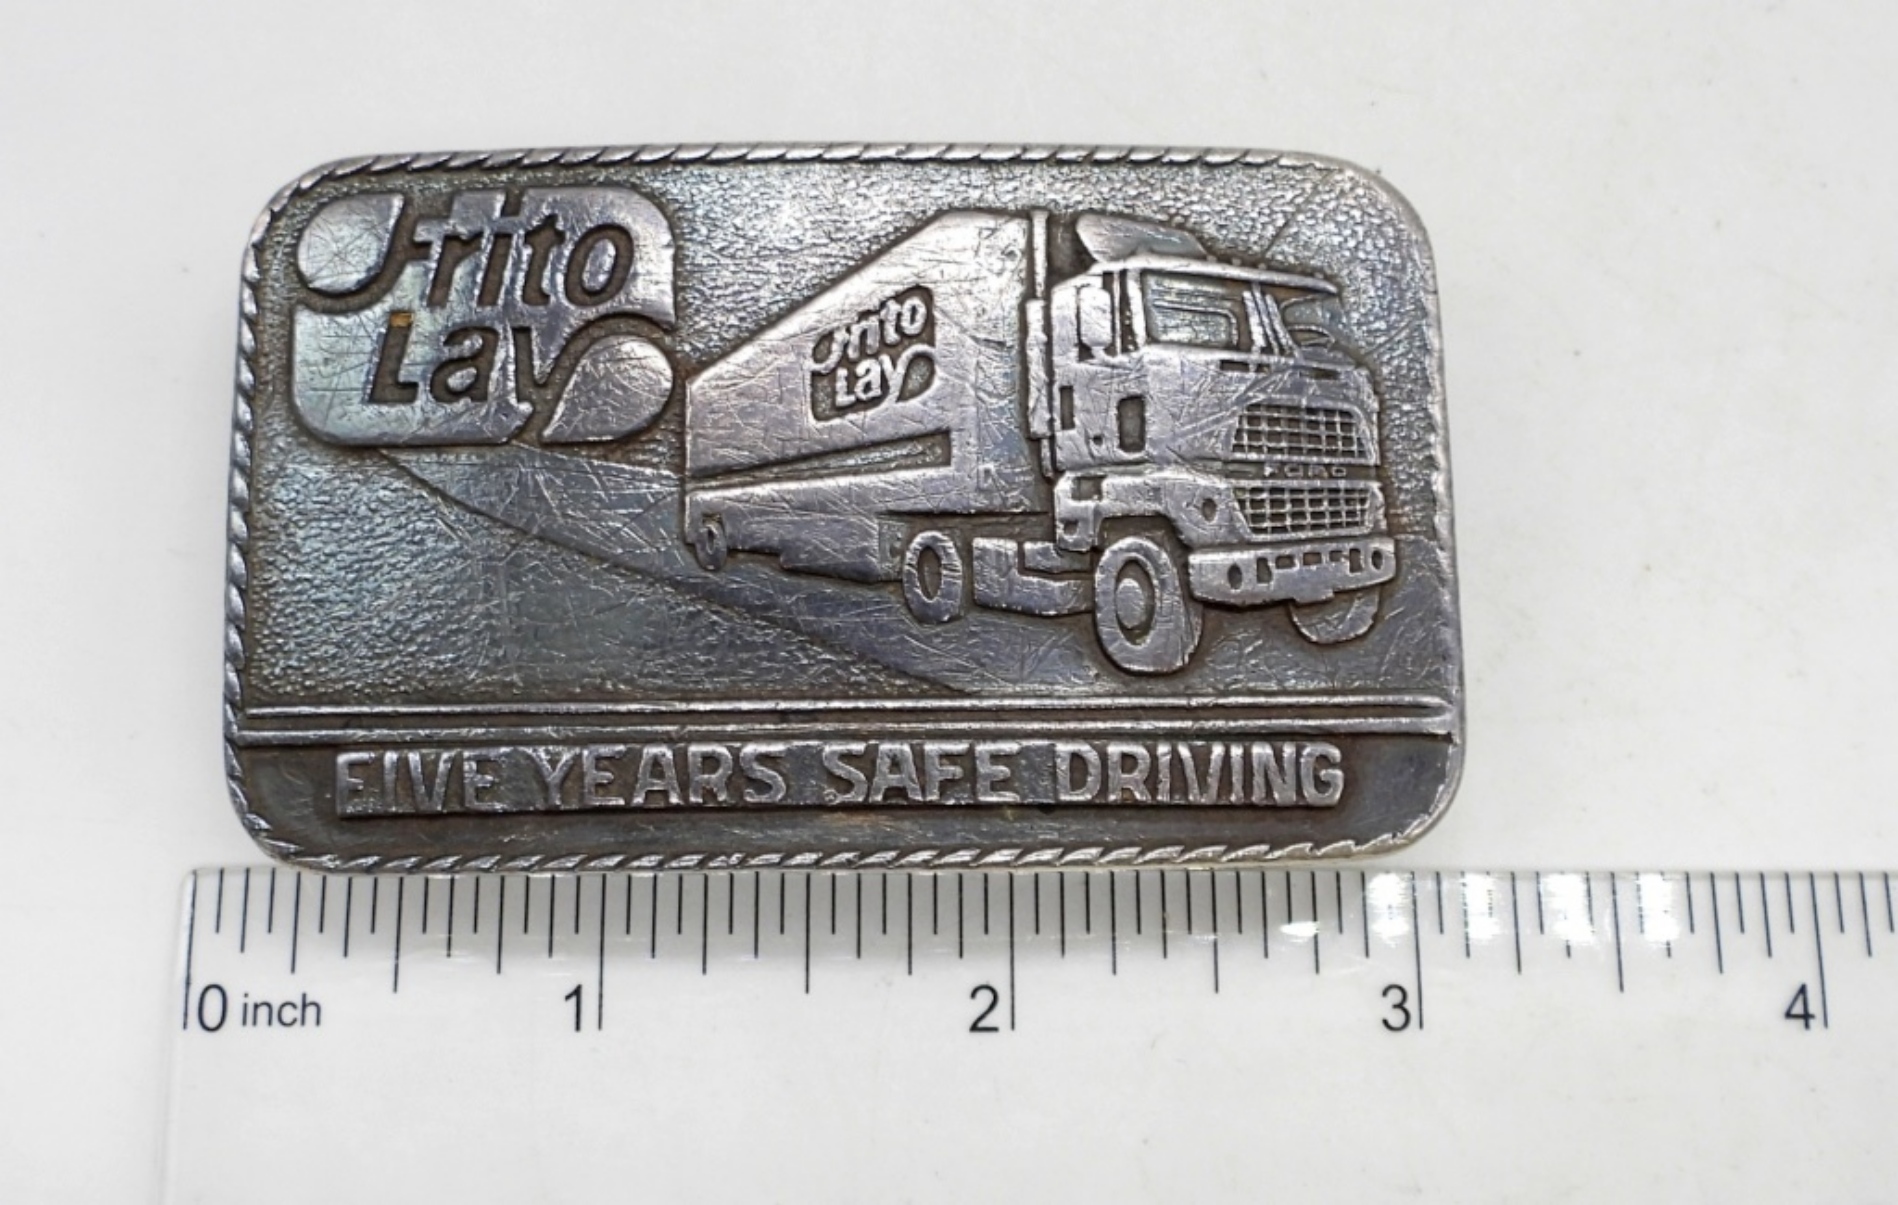 frito
Lay
frito
Lay
FORD
FIVE YEARS SAFE DRIVING
0 inch 1 2 3 4